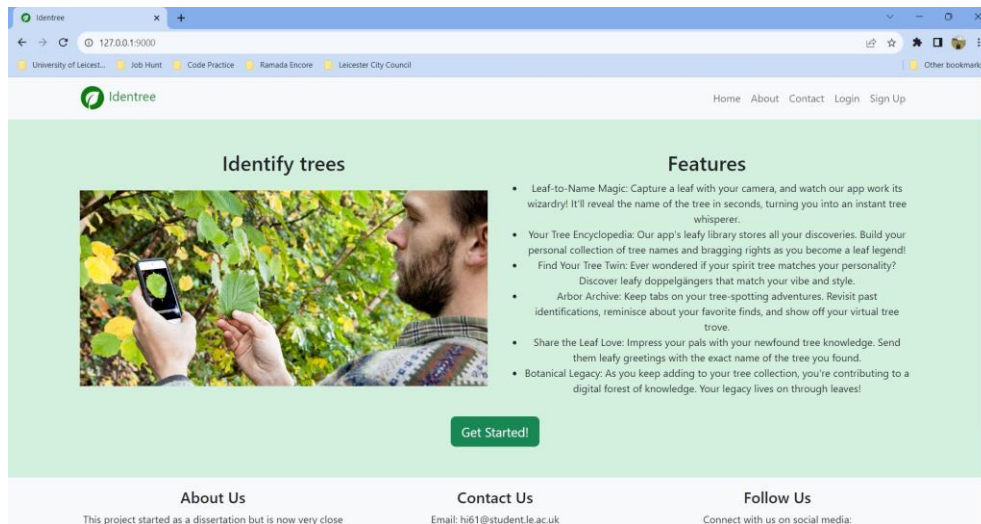 Identree
127.0.0.1:9000
University of Leicest...
Job Hunt
Code Practice
Ramada Encore
Leicester City Council
Other bookmark
Identree
Home About Contact Login Sign Up
Identify trees
Features
Leaf-to-Name Magic: Capture a leaf with your camera, and watch our app work its
wizardry! It'll reveal the name of the tree in seconds, turning you into an instant tree
whisperer.
Your Tree Encyclopedia: Our app's leafy library stores all your discoveries. Build your
personal collection of tree names and bragging rights as you become a leaf legend!
Find Your Tree Twin: Ever wondered if your spirit tree matches your personality?
Discover leafy doppelgängers that match your vibe and style.
Arbor Archive: Keep tabs on your tree-spotting adventures. Revisit past
identifications, reminisce about your favorite finds, and show off your virtual tree
trove.
Share the Leaf Love: Impress your pals with your newfound tree knowledge. Send
them leafy greetings with the exact name of the tree you found.
Botanical Legacy: As you keep adding to your tree collection, you're contributing to a
digital forest of knowledge. Your legacy lives on through leaves!
Get Started!
About Us
This project started as a dissertation but is now very close
Contact Us
Email: hi61@student.le.ac.uk
Follow Us
Connect with us on social media: